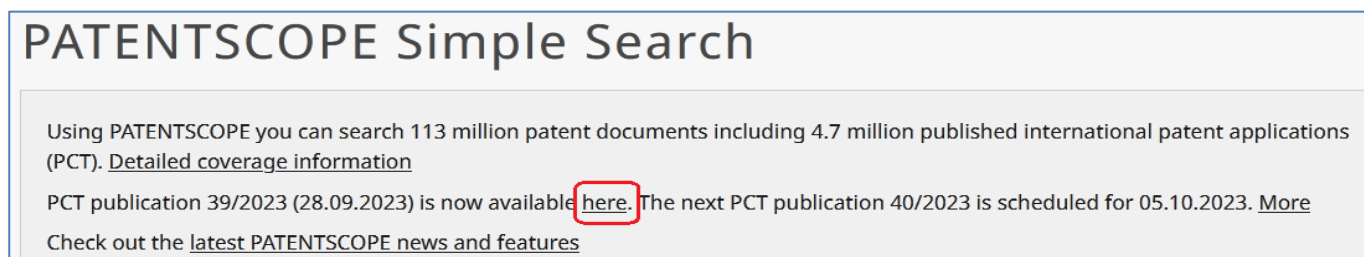 PATENTSCOPE Simple Search
Using PATENTSCOPE you can search 113 million patent documents including 4.7 million published international patent applications
(PCT). Detailed coverage information
PCT publication 39/2023 (28.09.2023) is now available here. The next PCT publication 40/2023 is scheduled for 05.10.2023. More
Check out the latest PATENTSCOPE news and features